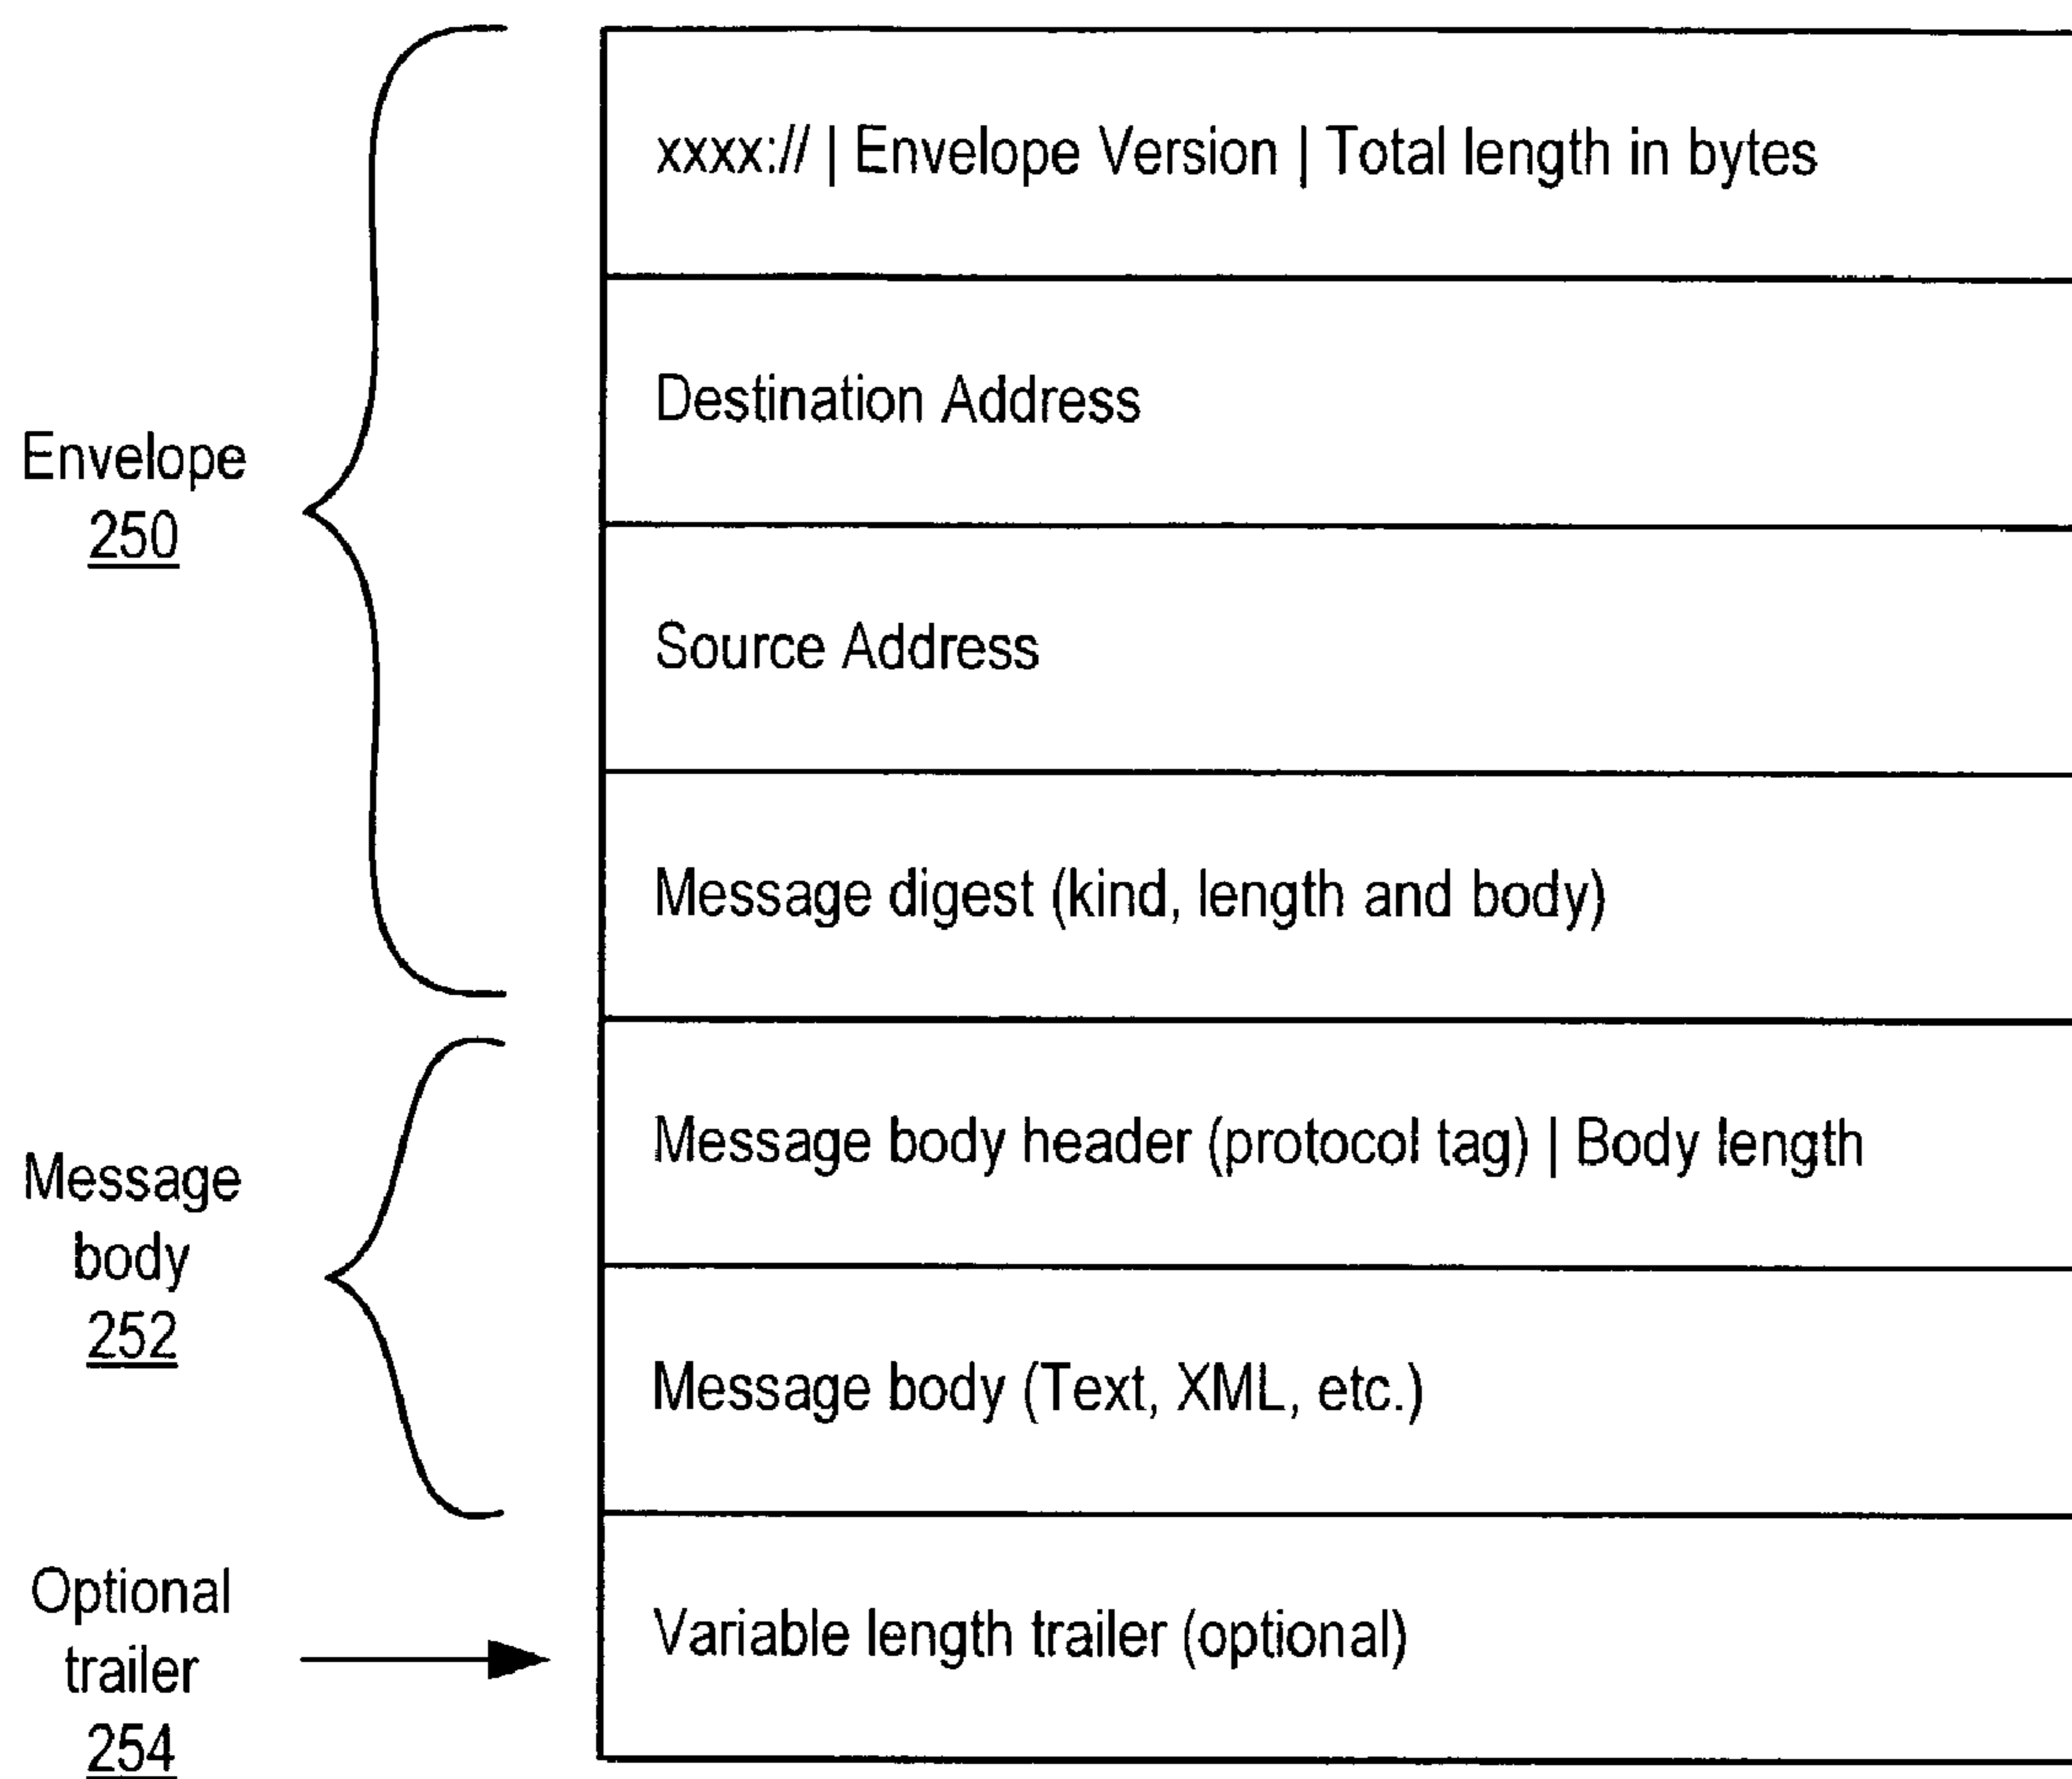 xxxx:// | Envelope Version | Total length in bytes
Destination Address
Envelope
250
Source Address
Message digest (kind, length and body)
Message body header (protocol tag) | Body length
Message
body
252
Message body (Text, XML, etc.)
Optional
trailer
254
Variable length trailer (optional)